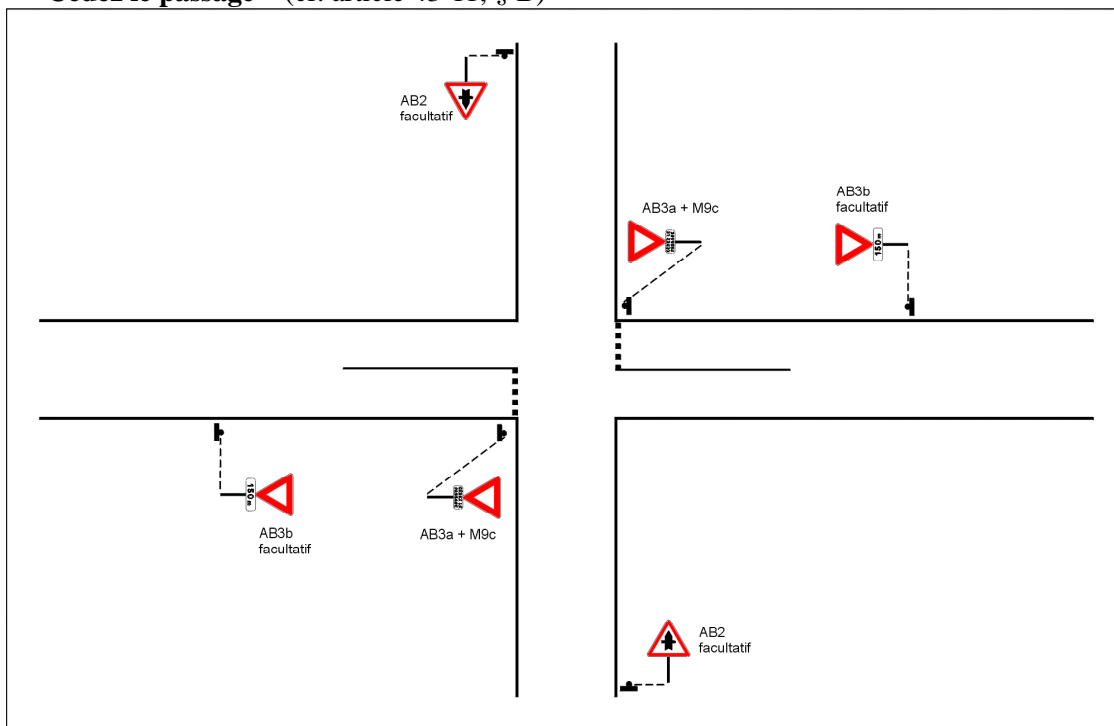 AB2
facultatif
AB3a + M9c
AB3b
facultatif
150m
150m
AB3b
facultatif
AB3a + M9c
AB2
facultatif